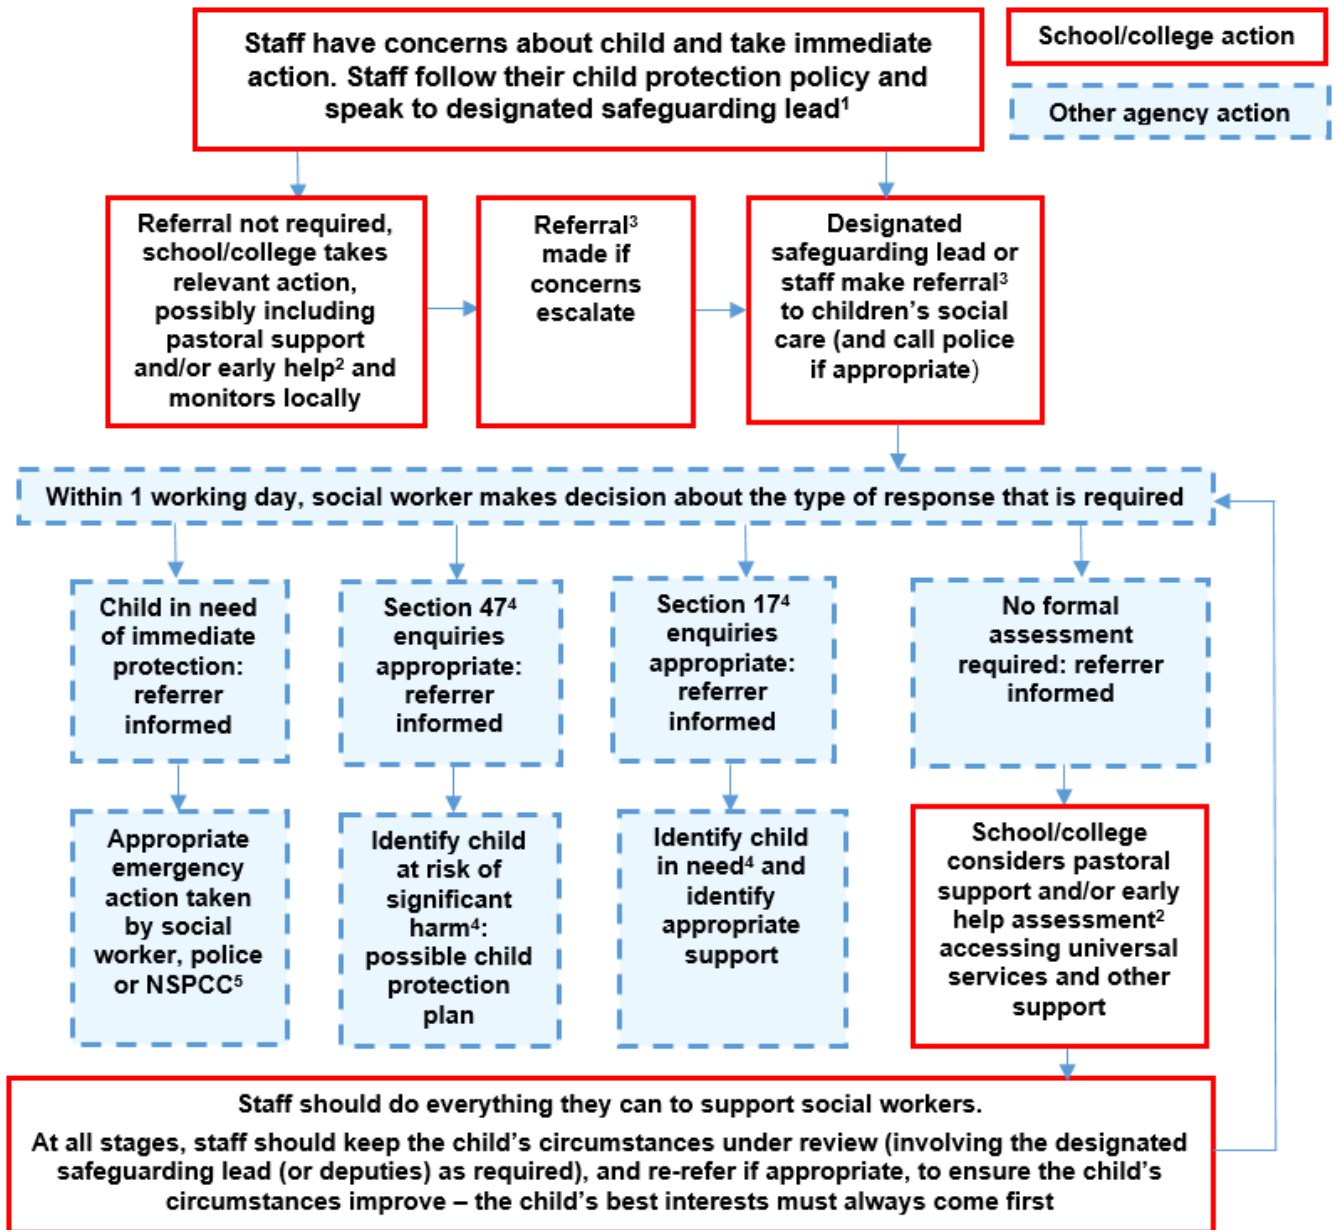 Staff have concerns about child and take immediate
action. Staff follow their child protection policy and
speak to designated safeguarding lead¹
School/college action
Other agency action
Referral not required,
school/college takes
relevant action,
possibly including
pastoral support
and/or early help² and
monitors locally
Referral³
made if
concerns
escalate
Designated
safeguarding lead or
staff make referral³
to children’s social
care (and call police
if appropriate)
Within 1 working day, social worker makes decision about the type of response that is required
Child in need
of immediate
protection:
referrer
informed
Section 47⁴
enquiries
appropriate:
referrer
informed
Section 17⁴
enquiries
appropriate:
referrer
informed
No formal
assessment
required: referrer
informed
Appropriate
emergency
action taken
by social
worker, police
or NSPCC⁵
Identify child
at risk of
significant
harm⁴:
possible child
protection
plan
Identify child
in need⁴ and
identify
appropriate
support
School/college
considers pastoral
support and/or early
help assessment²
accessing universal
services and other
support
Staff should do everything they can to support social workers.
At all stages, staff should keep the child’s circumstances under review (involving the designated
safeguarding lead (or deputies) as required), and re-refer if appropriate, to ensure the child’s
circumstances improve – the child’s best interests must always come first